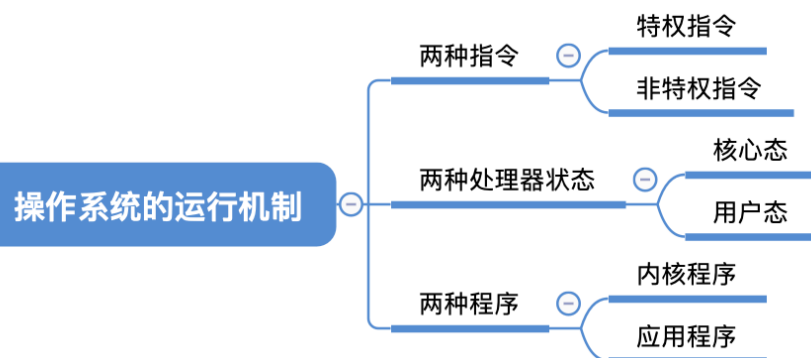 操作系统的运行机制
两种指令
特权指令
非特权指令
两种处理器状态
核心态
用户态
两种程序
内核程序
应用程序